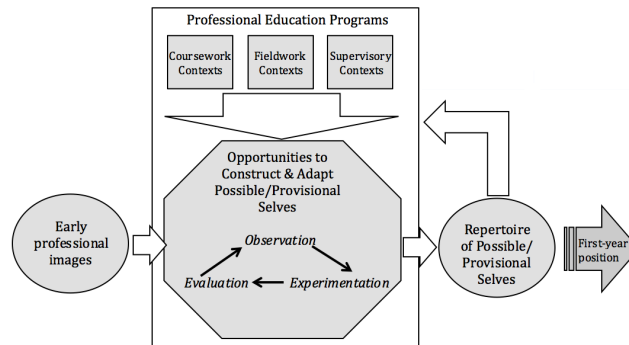 Professional Education Programs
Coursework
Contexts
Fieldwork
Contexts
Supervisory
Contexts
Opportunities to
Construct & Adapt
Possible/Provisional
Selves
Observation
Evaluation
Experimentation
Early
professional
images
Repertoire
of Possible/
Provisional
Selves
First-year
position